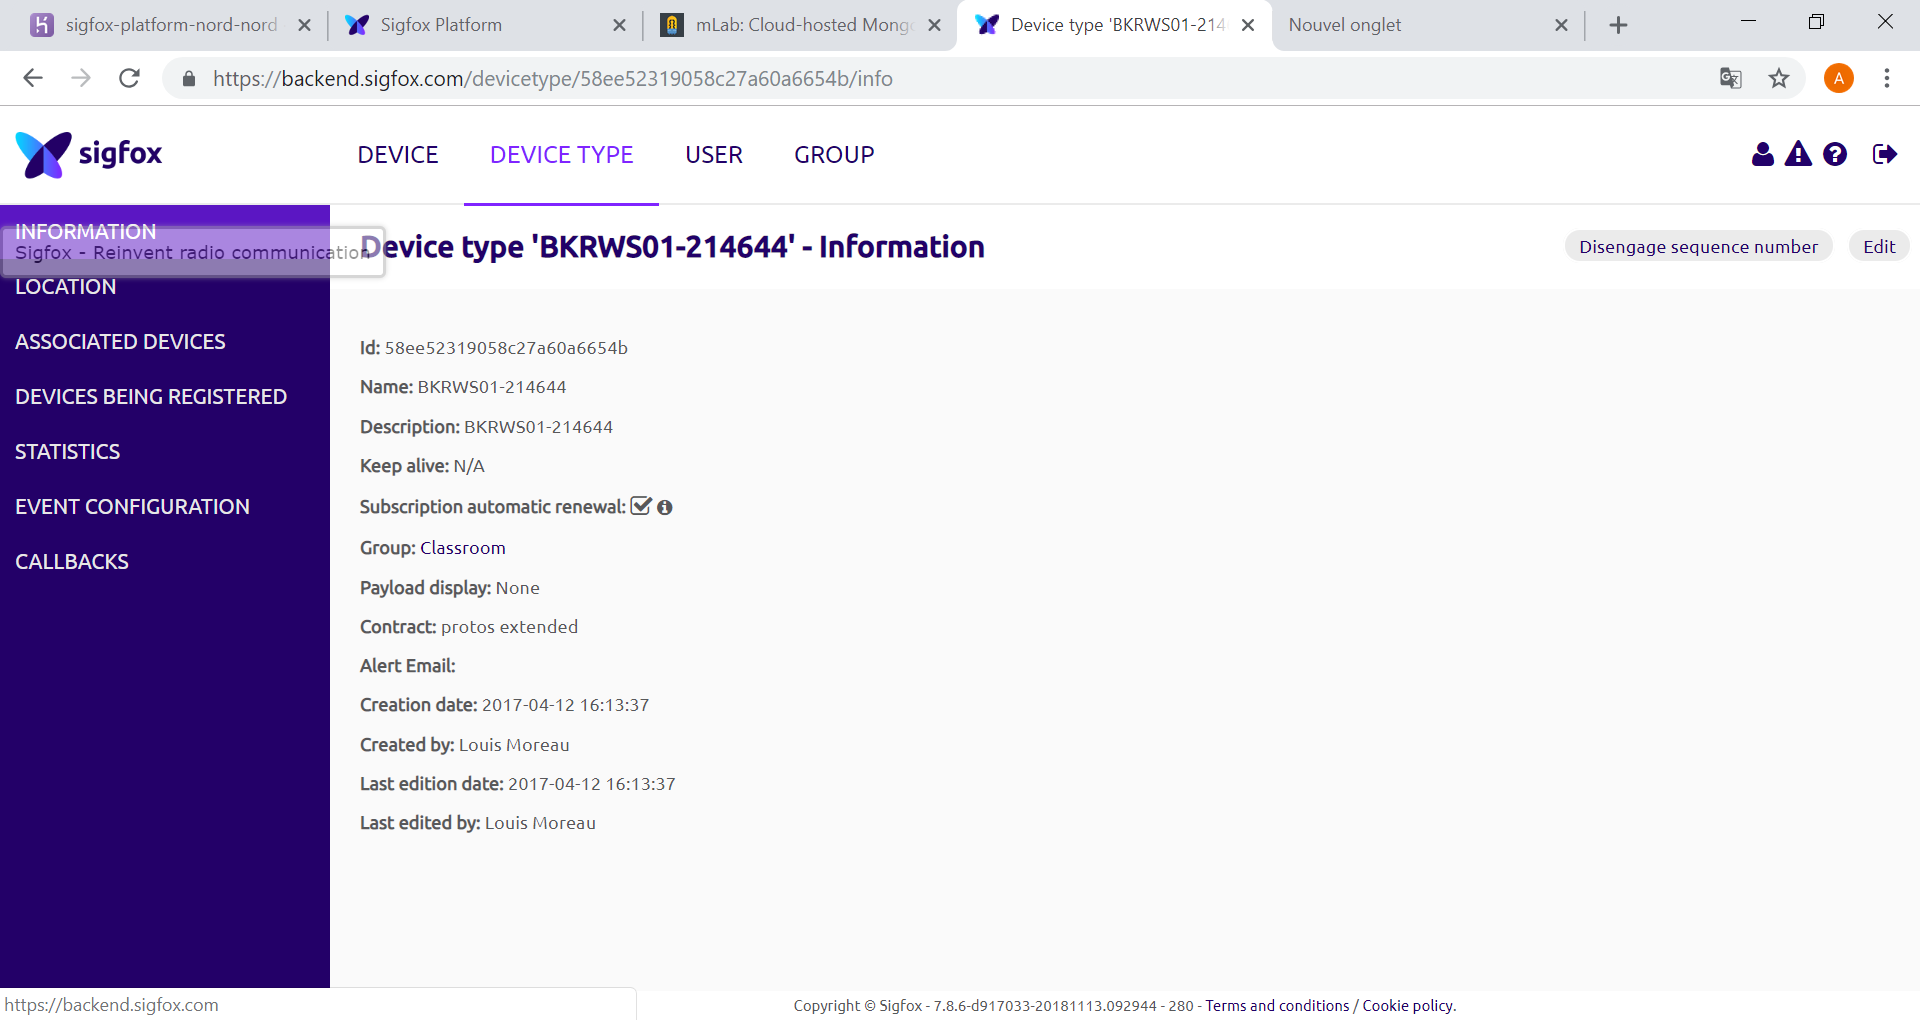 sigfox-platform-nord-nord
Sigfox Platform
mLab: Cloud-hosted Mong
Device type 'BKRWS01-214
Nouvel onglet
https://backend.sigfox.com/devicetype/58ee52319058c27a60a6654b/info
A
sigfox
DEVICE
DEVICE TYPE
USER
GROUP
INFORMATION
Sigfox - Reinvent radio communication
LOCATION
ASSOCIATED DEVICES
DEVICES BEING REGISTERED
STATISTICS
EVENT CONFIGURATION
CALLBACKS
Device type 'BKRWS01-214644' - Information
Disengage sequence number
Edit
Id: 58ee52319058c27a60a6654b
Name: BKRWS01-214644
Description: BKRWS01-214644
Keep alive: N/A
Subscription automatic renewal:
Group: Classroom
Payload display: None
Contract: protos extended
Alert Email:
Creation date: 2017-04-12 16:13:37
Created by: Louis Moreau
Last edition date: 2017-04-12 16:13:37
Last edited by: Louis Moreau
https://backend.sigfox.com
Copyright © Sigfox - 7.8.6-d917033-20181113.092944 - 280 - Terms and conditions / Cookie policy.